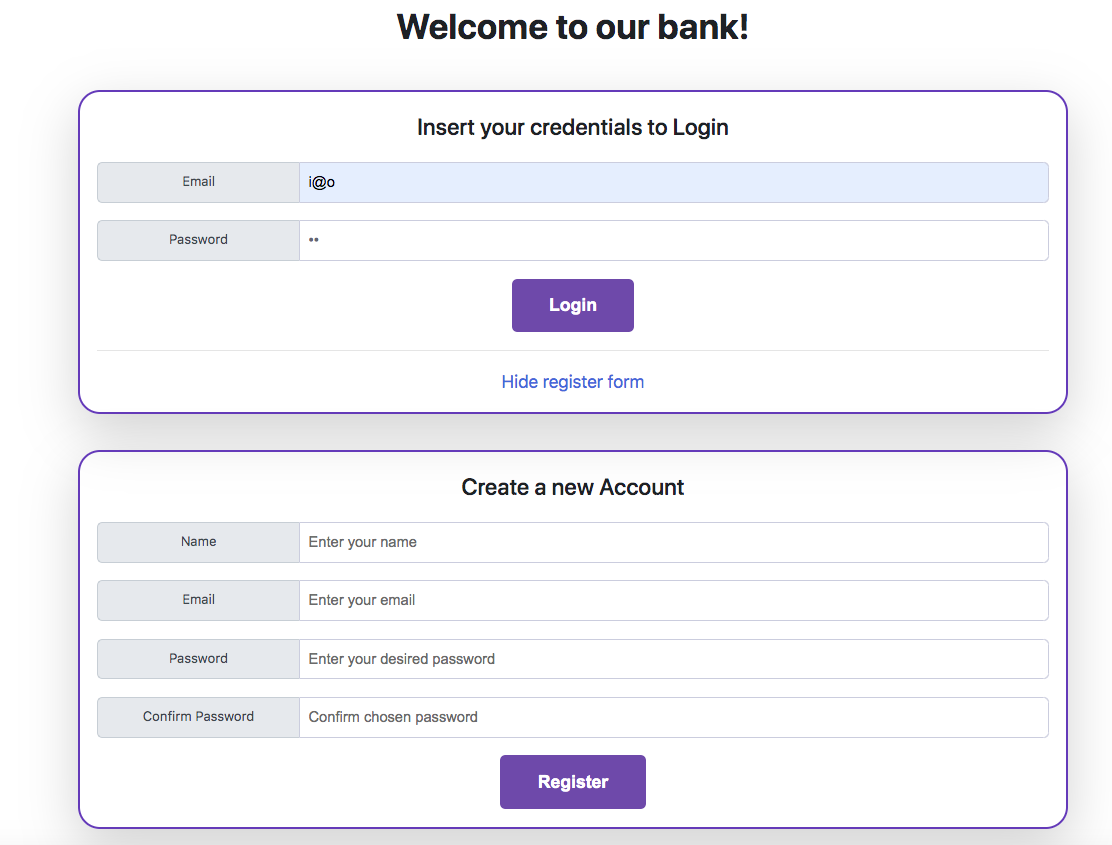 Welcome to our bank!
Insert your credentials to Login
Email i@o
Password ••
Login
Hide register form
Create a new Account
Name Enter your name
Email Enter your email
Password Enter your desired password
Confirm Password Confirm chosen password
Register